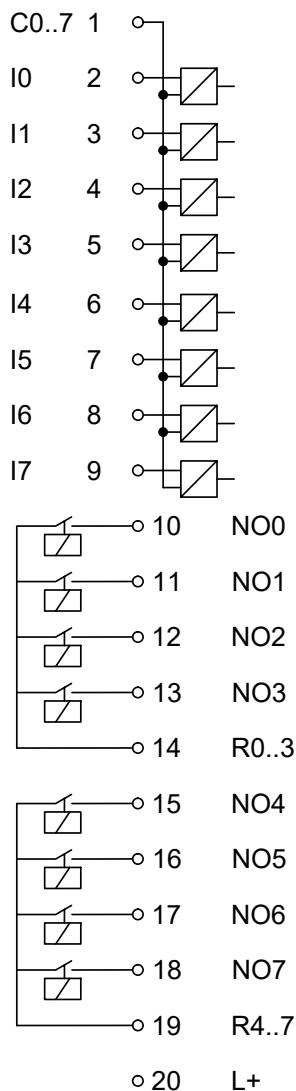 C0..7 1
I0 2
I1 3
I2 4
I3 5
I4 6
I5 7
I6 8
I7 9
10 NO0
11 NO1
12 NO2
13 NO3
14 R0..3
15 NO4
16 NO5
17 NO6
18 NO7
19 R4..7
20 L+